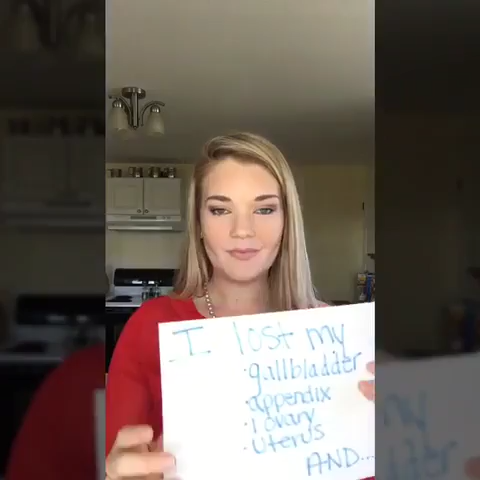 I lost my
·gallbladder
·appendix
·1 ovary
·uterus
AND...